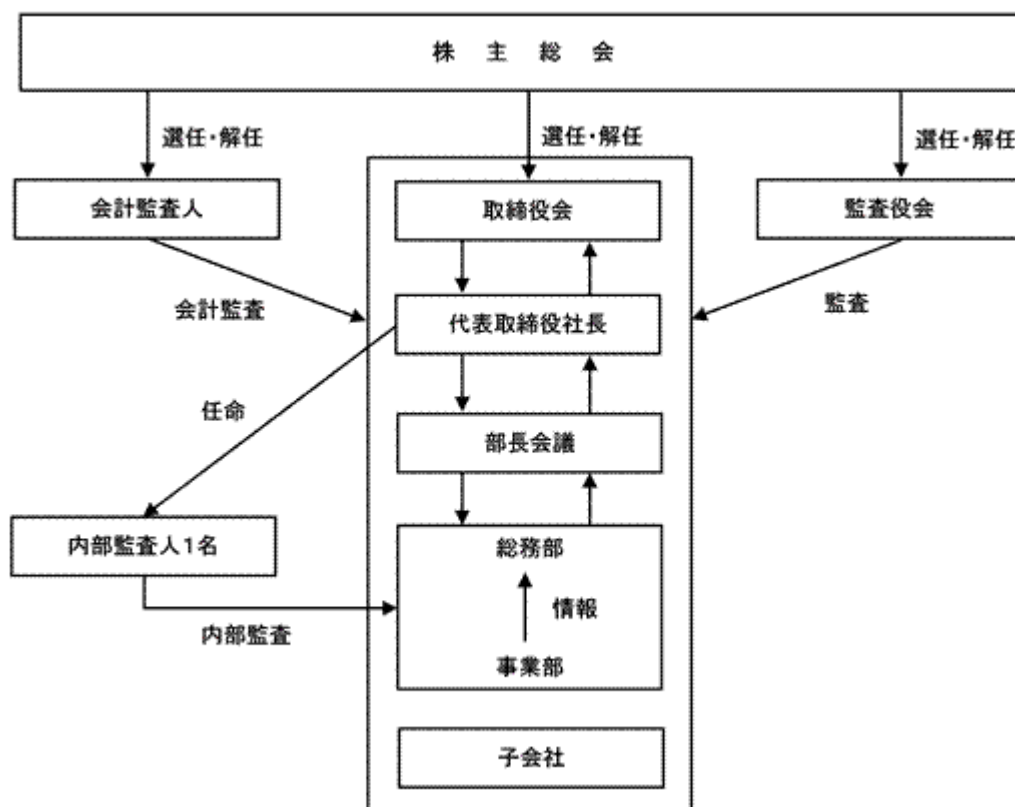 株主総会
選任・解任
選任・解任
選任・解任
会計監査人
取締役会
監査役会
会計監査
代表取締役社長
監査
任命
部長会議
内部監査人1名
総務部
情報
内部監査
事業部
子会社